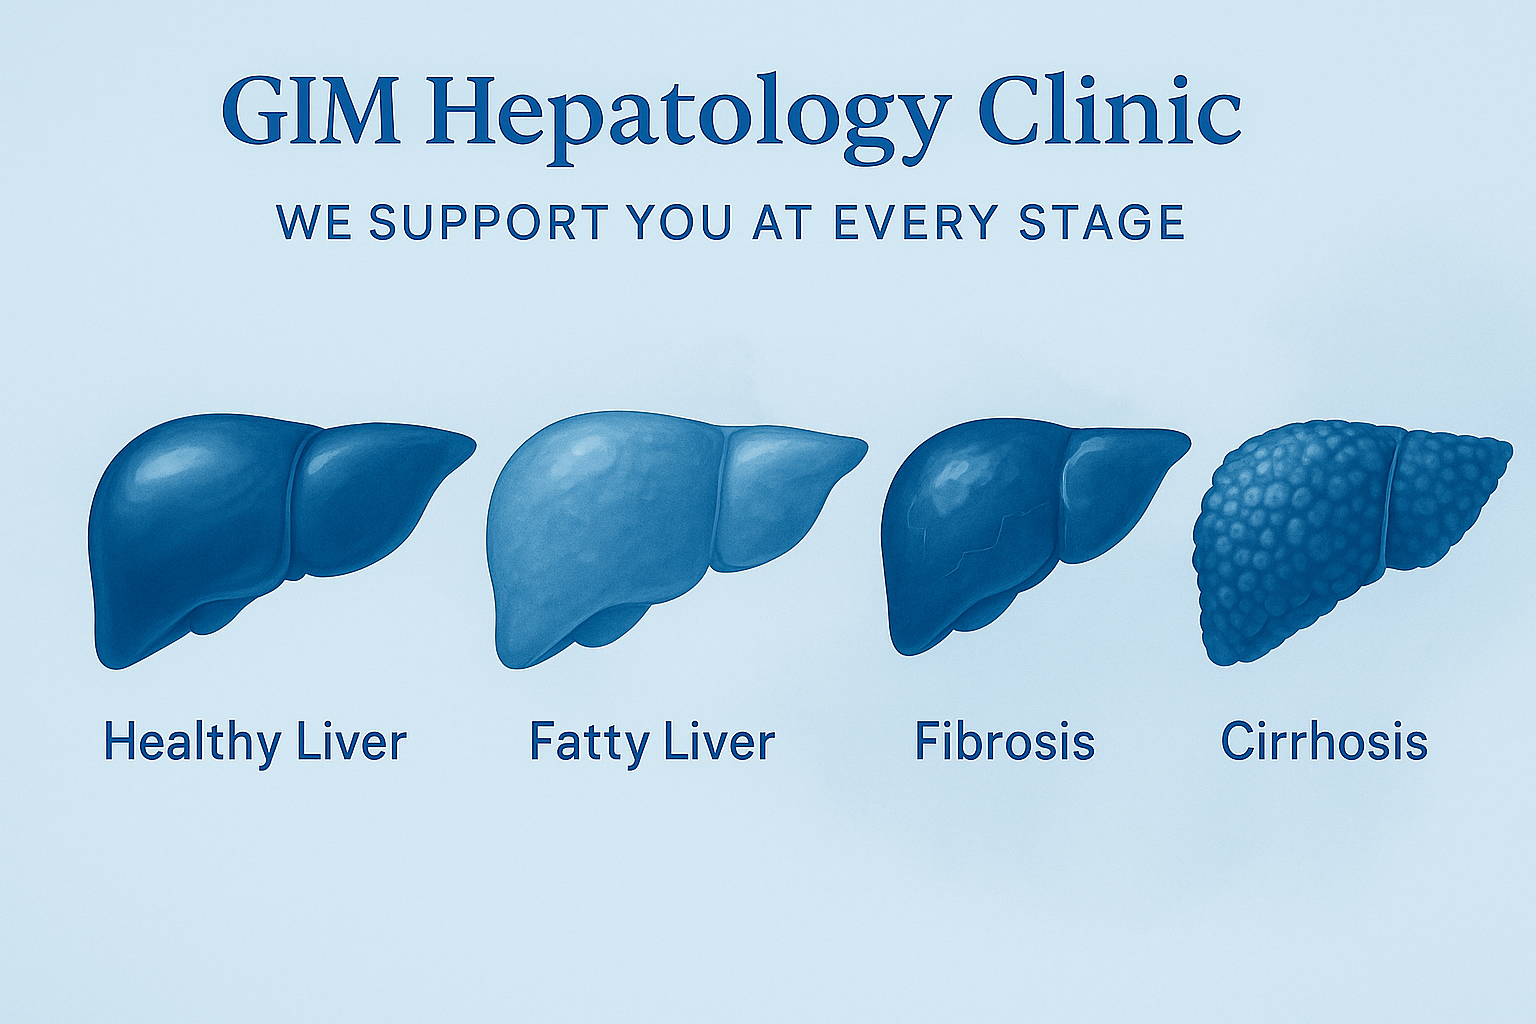 GIM Hepatology Clinic
WE SUPPORT YOU AT EVERY STAGE
Healthy Liver
Fatty Liver
Fibrosis
Cirrhosis